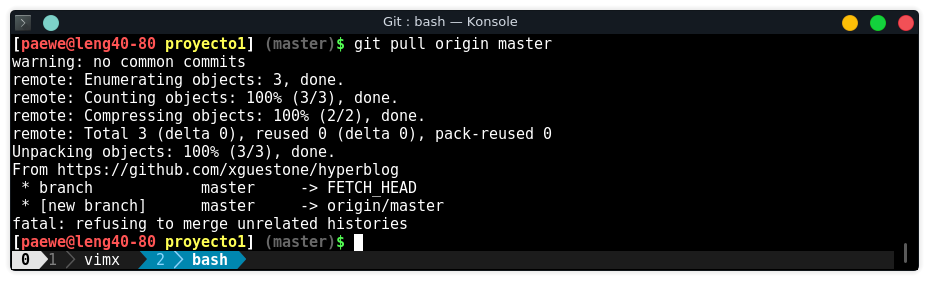 Git : bash — Konsole
[paewe@leng40-80 proyecto1] (master)$ git pull origin master
warning: no common commits
remote: Enumerating objects: 3, done.
remote: Counting objects: 100% (3/3), done.
remote: Compressing objects: 100% (2/2), done.
remote: Total 3 (delta 0), reused 0 (delta 0), pack-reused 0
Unpacking objects: 100% (3/3), done.
From https://github.com/xguestone/hyperblog
 * branch            master     -> FETCH_HEAD
 * [new branch]      master     -> origin/master
fatal: refusing to merge unrelated histories
[paewe@leng40-80 proyecto1] (master)$
0 1 vimx 2 bash